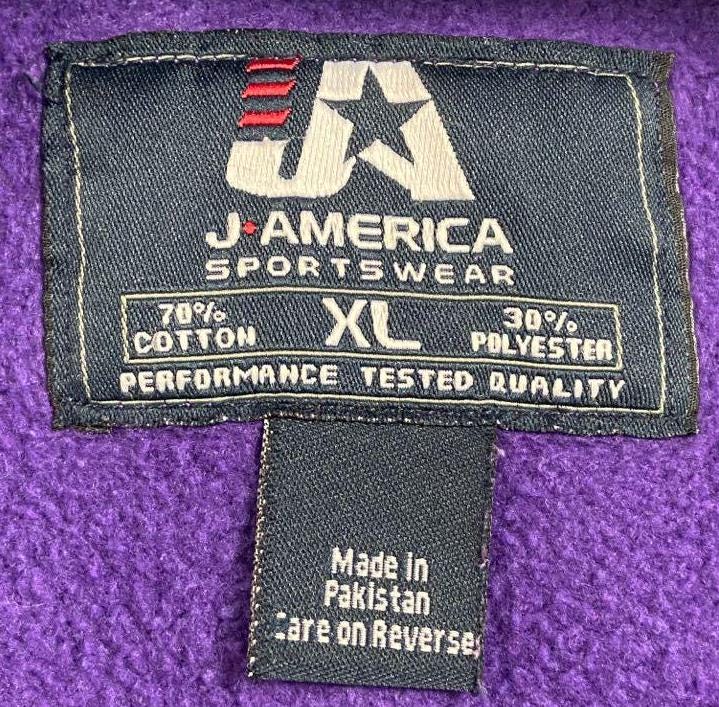 JA
J·AMERICA
SPORTSWEAR
70%
COTTON
XL
30%
POLYESTER
PERFORMANCE TESTED QUALITY
Made in
Pakistan
Care on Reverse